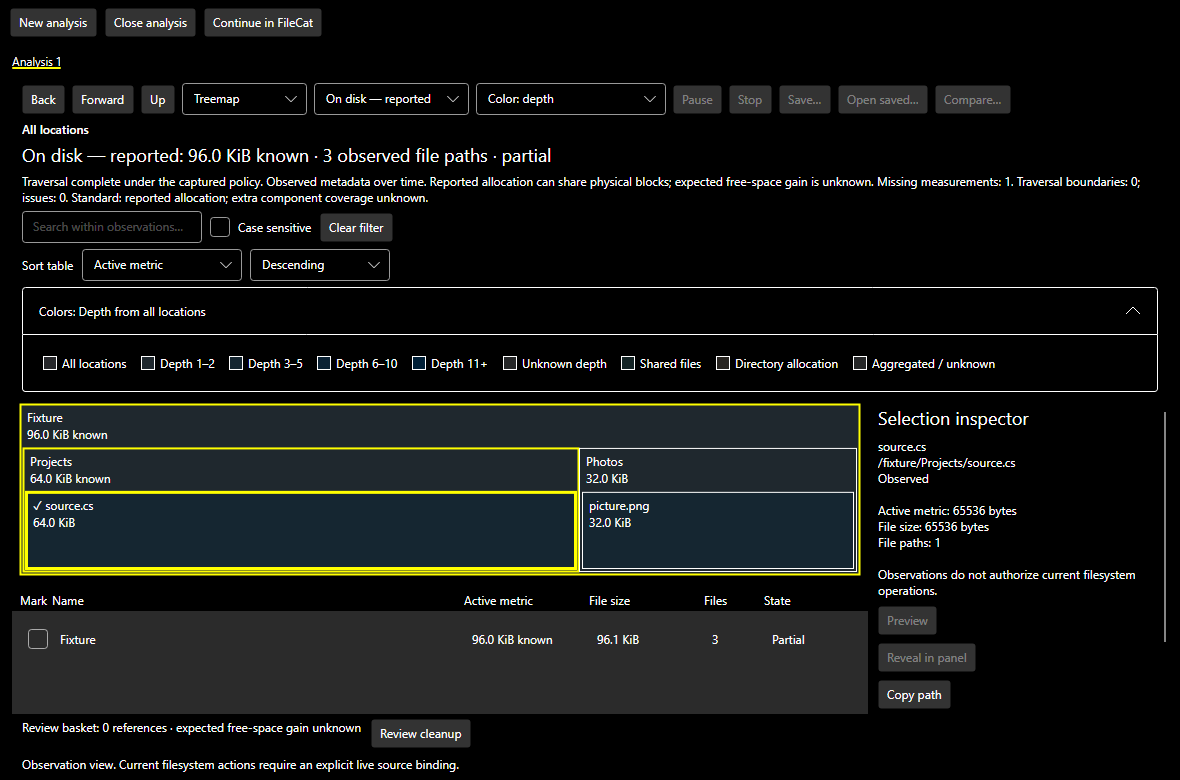 New analysis Close analysis Continue in FileCat
Analysis 1
Back Forward Up Treemap On disk — reported Color: depth Pause Stop Save... Open saved... Compare...
All locations
On disk — reported: 96.0 KiB known · 3 observed file paths · partial
Traversal complete under the captured policy. Observed metadata over time. Reported allocation can share physical blocks; expected free-space gain is unknown. Missing measurements: 1. Traversal boundaries: 0;
issues: 0. Standard: reported allocation; extra component coverage unknown.
Search within observations... Case sensitive Clear filter
Sort table Active metric Descending
Colors: Depth from all locations
All locations Depth 1–2 Depth 3–5 Depth 6–10 Depth 11+ Unknown depth Shared files Directory allocation Aggregated / unknown
Fixture
96.0 KiB known
Projects
64.0 KiB known
Photos
32.0 KiB
✓ source.cs
64.0 KiB
picture.png
32.0 KiB
Selection inspector
source.cs
/fixture/Projects/source.cs
Observed
Active metric: 65536 bytes
File size: 65536 bytes
File paths: 1
Observations do not authorize current filesystem
operations.
Preview
Reveal in panel
Copy path
Mark Name Active metric File size Files State
Fixture 96.0 KiB known 96.1 KiB 3 Partial
Review basket: 0 references · expected free-space gain unknown Review cleanup
Observation view. Current filesystem actions require an explicit live source binding.